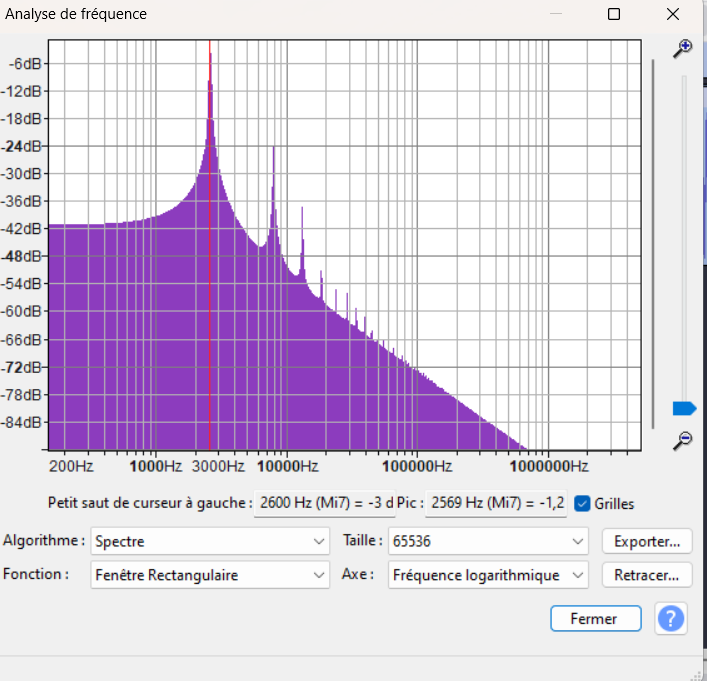 Analyse de fréquence
-6dB
-12dB
-18dB
-24dB
-30dB
-36dB
-42dB
-48dB
-54dB
-60dB
-66dB
-72dB
-78dB
-84dB
200Hz 1000Hz 3000Hz 10000Hz 100000Hz 1000000Hz
Petit saut de curseur à gauche : 2600 Hz (Mi7) = -3 d Pic : 2569 Hz (Mi7) = -1,2 Grilles
Algorithme : Spectre Taille : 65536 Exporter...
Fonction : Fenêtre Rectangulaire Axe : Fréquence logarithmique Retracer...
Fermer ?